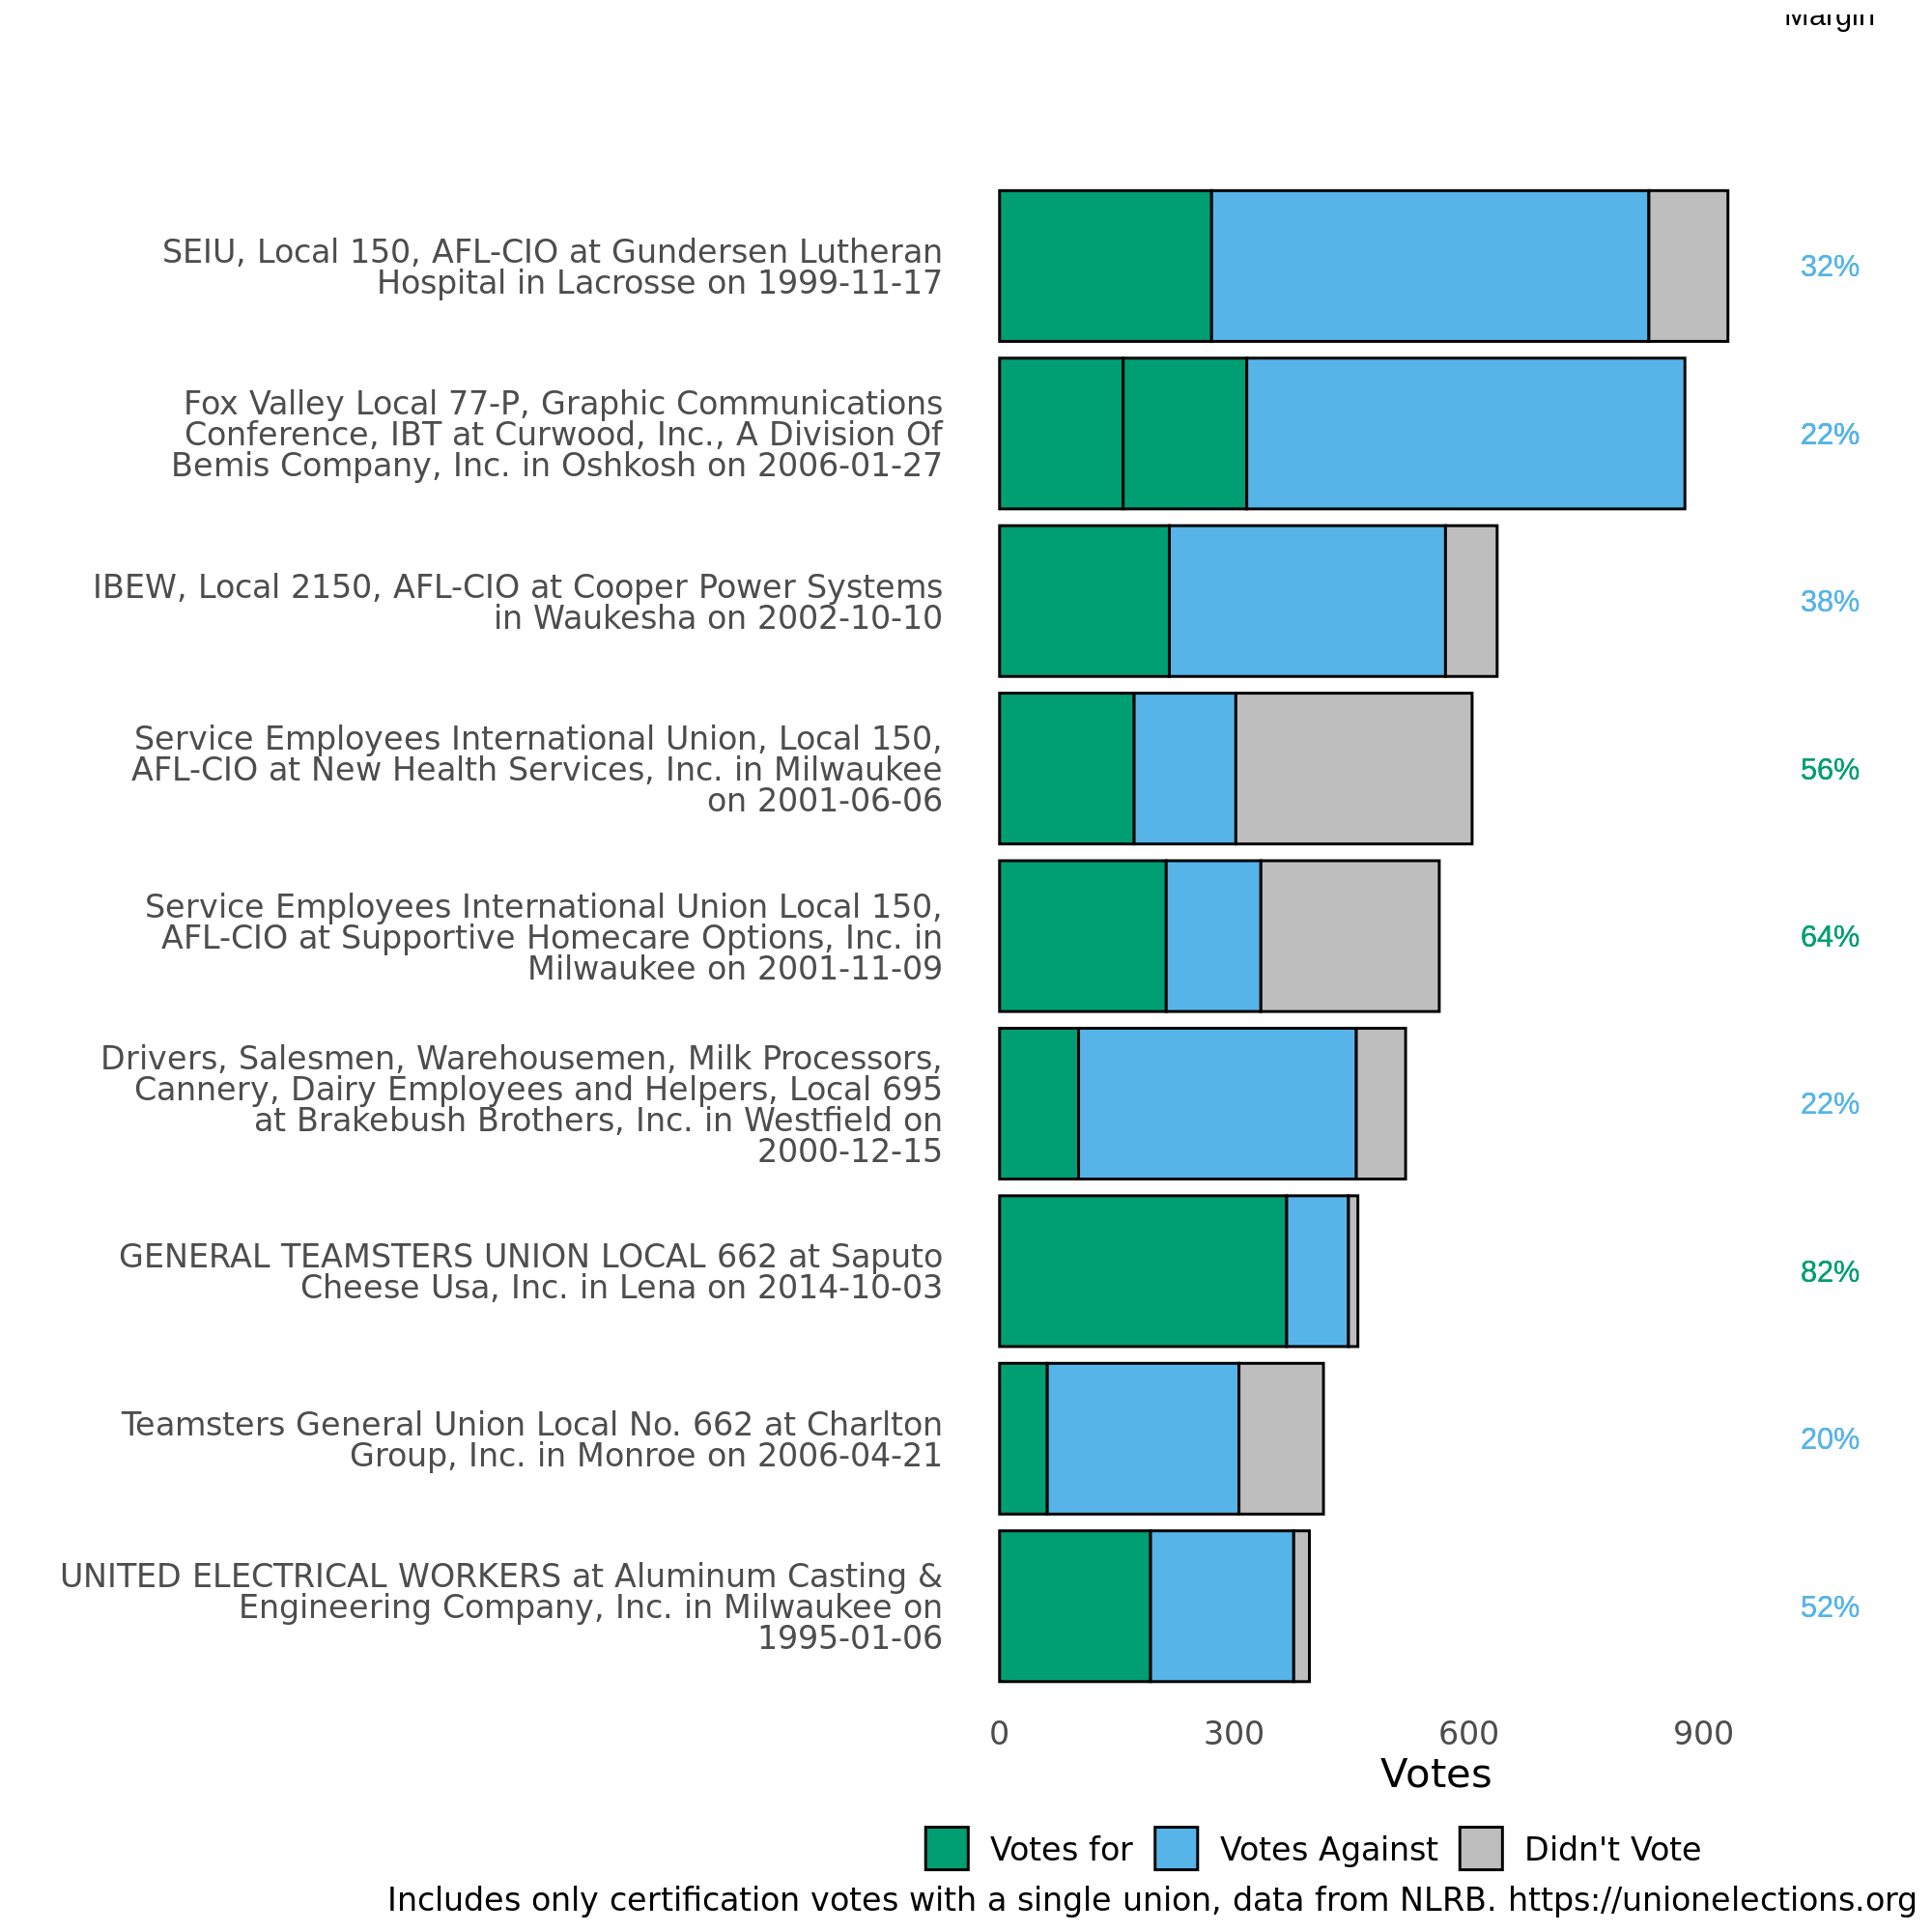 Margin
SEIU, Local 150, AFL-CIO at Gundersen Lutheran
Hospital in Lacrosse on 1999-11-17
32%
Fox Valley Local 77-P, Graphic Communications
Conference, IBT at Curwood, Inc., A Division Of
Bemis Company, Inc. in Oshkosh on 2006-01-27
22%
IBEW, Local 2150, AFL-CIO at Cooper Power Systems
in Waukesha on 2002-10-10
38%
Service Employees International Union, Local 150,
AFL-CIO at New Health Services, Inc. in Milwaukee
on 2001-06-06
56%
Service Employees International Union Local 150,
AFL-CIO at Supportive Homecare Options, Inc. in
Milwaukee on 2001-11-09
64%
Drivers, Salesmen, Warehousemen, Milk Processors,
Cannery, Dairy Employees and Helpers, Local 695
at Brakebush Brothers, Inc. in Westfield on
2000-12-15
22%
GENERAL TEAMSTERS UNION LOCAL 662 at Saputo
Cheese Usa, Inc. in Lena on 2014-10-03
82%
Teamsters General Union Local No. 662 at Charlton
Group, Inc. in Monroe on 2006-04-21
20%
UNITED ELECTRICAL WORKERS at Aluminum Casting &
Engineering Company, Inc. in Milwaukee on
1995-01-06
52%
0 300 600 900
Votes
Votes for Votes Against Didn't Vote
Includes only certification votes with a single union, data from NLRB. https://unionelections.org